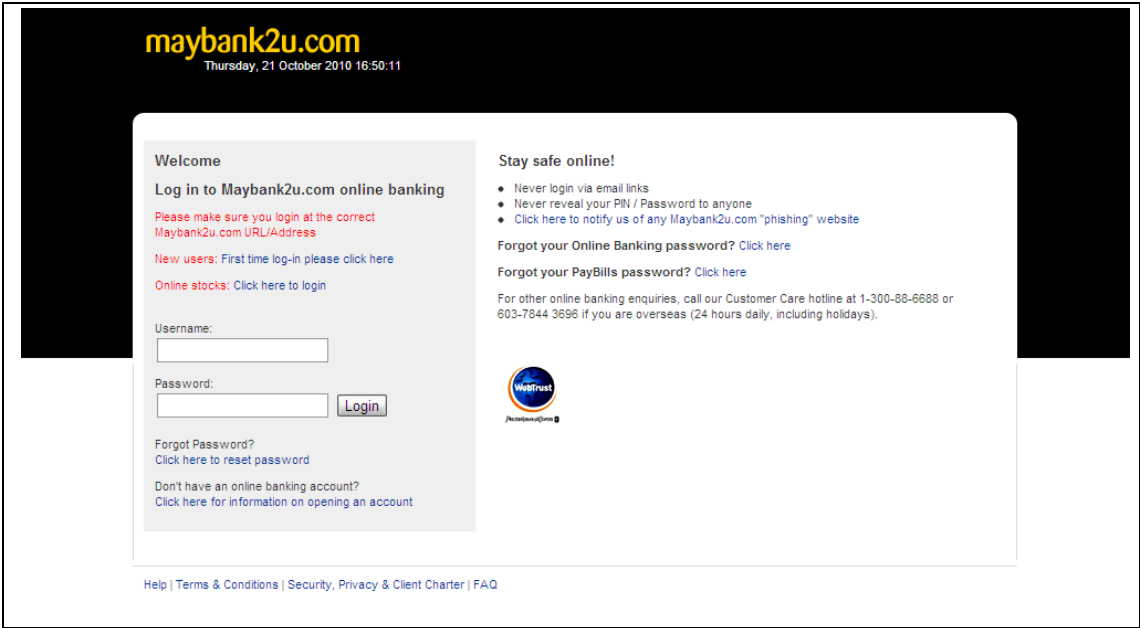 maybank2u.com
Thursday, 21 October 2010 16:50:11
Welcome
Log in to Maybank2u.com online banking
Please make sure you login at the correct
Maybank2u.com URL/Address
New users: First time log-in please click here
Online stocks: Click here to login
Username:
Password:
Login
Forgot Password?
Click here to reset password
Don't have an online banking account?
Click here for information on opening an account
Stay safe online!
Never login via email links
Never reveal your PIN / Password to anyone
Click here to notify us of any Maybank2u.com "phishing" website
Forgot your Online Banking password? Click here
Forgot your PayBills password? Click here
For other online banking enquiries, call our Customer Care hotline at 1-300-88-6688 or
603-7844 3696 if you are overseas (24 hours daily, including holidays).
WebTrust
Help | Terms & Conditions | Security, Privacy & Client Charter | FAQ